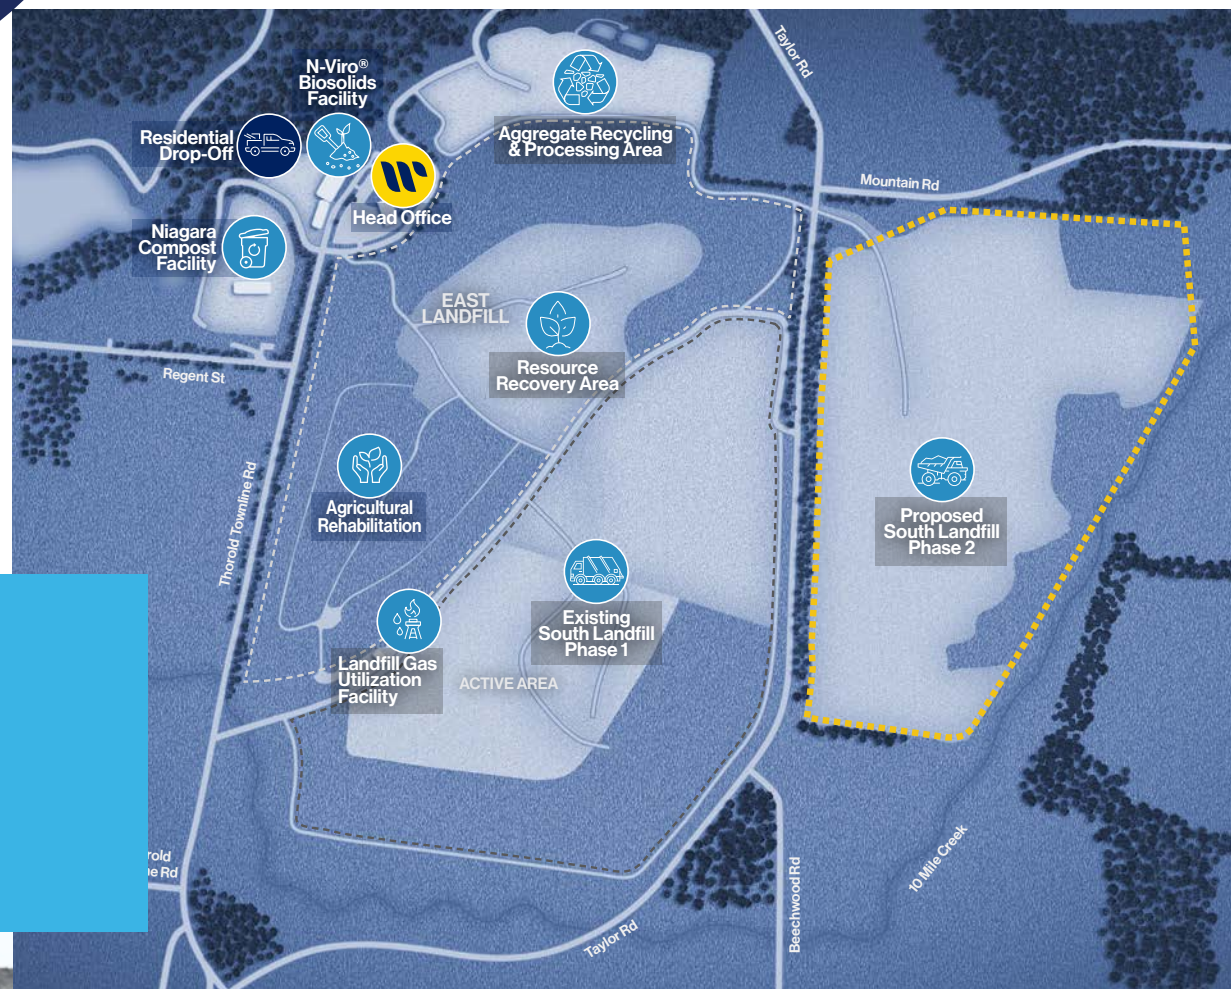 Taylor Rd
N-Viro®
Biosolids
Facility
Residential
Drop-Off
Aggregate Recycling
& Processing Area
Mountain Rd
Head Office
Niagara
Compost
Facility
EAST
LANDFILL
Resource
Recovery Area
Regent St
Thorold Townline Rd
Agricultural
Rehabilitation
Proposed
South Landfill
Phase 2
Existing
South Landfill
Phase 1
Landfill Gas
Utilization
Facility
ACTIVE AREA
10 Mile Creek
Beechwood Rd
Taylor Rd
Rd